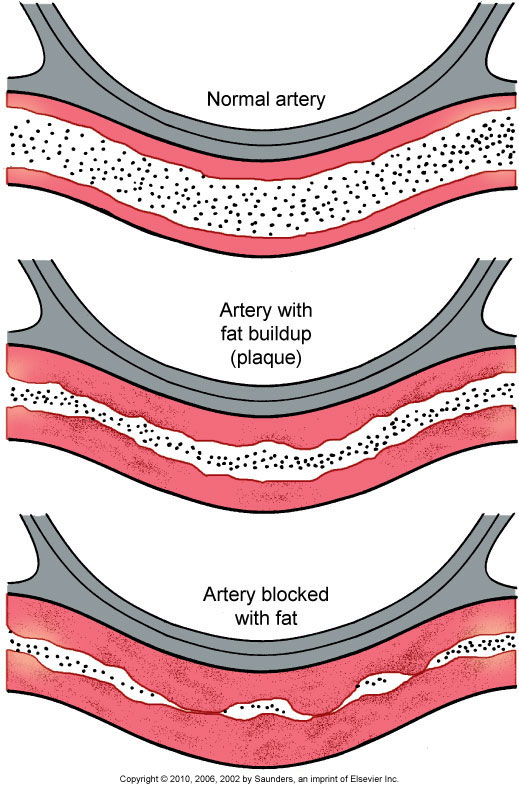 Normal artery
Artery with
fat buildup
(plaque)
Artery blocked
with fat
Copyright © 2010, 2006, 2002 by Saunders, an imprint of Elsevier Inc.